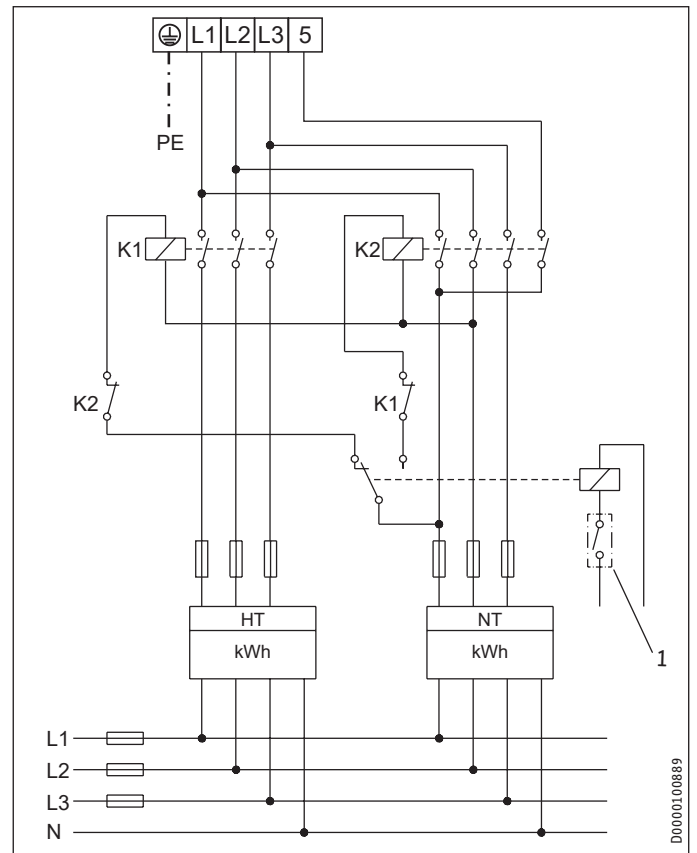 L1 L2 L3 5
PE
K1 K2
K2 K1
HT NT
kWh kWh
1
L1
L2
L3
N
D0000100889